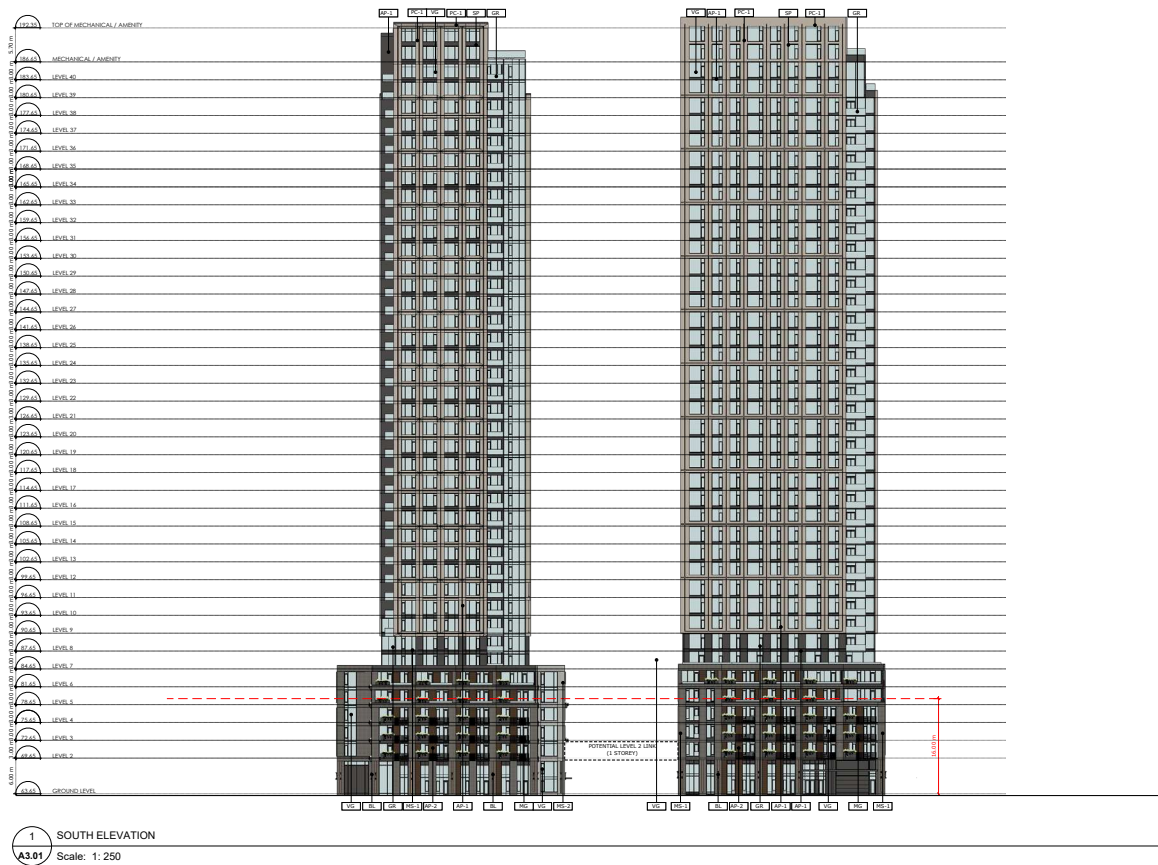 AP-1 PC-1 VG PC-1 SP GR VG AP-1 PC-1 SP PC-1 GR
192.35 TOP OF MECHANICAL / AMENITY
5.70 m
186.65 MECHANICAL / AMENITY
183.65 LEVEL 40
180.65 LEVEL 39
177.65 LEVEL 38
174.65 LEVEL 37
171.65 LEVEL 36
168.65 LEVEL 35
165.65 LEVEL 34
162.65 LEVEL 33
159.65 LEVEL 32
156.65 LEVEL 31
153.65 LEVEL 30
150.65 LEVEL 29
147.65 LEVEL 28
144.65 LEVEL 27
141.65 LEVEL 26
138.65 LEVEL 25
135.65 LEVEL 24
132.65 LEVEL 23
129.65 LEVEL 22
126.65 LEVEL 21
123.65 LEVEL 20
120.65 LEVEL 19
117.65 LEVEL 18
114.65 LEVEL 17
111.65 LEVEL 16
108.65 LEVEL 15
105.65 LEVEL 14
102.65 LEVEL 13
99.65 LEVEL 12
96.65 LEVEL 11
93.65 LEVEL 10
90.65 LEVEL 9
87.65 LEVEL 8
84.65 LEVEL 7
81.65 LEVEL 6
78.65 LEVEL 5
75.65 LEVEL 4
72.65 LEVEL 3
69.65 LEVEL 2
POTENTIAL LEVEL 2 LINK
(1 STOREY)
16.00 m
6.00 m
63.65 GROUND LEVEL
VG BL GR MS-1 AP-2 AP-1 BL MG VG MS-2 VG MS-1 BL AP-2 GR AP-1 AP-1 VG MG MS-1
1 SOUTH ELEVATION
A3.01 Scale: 1: 250